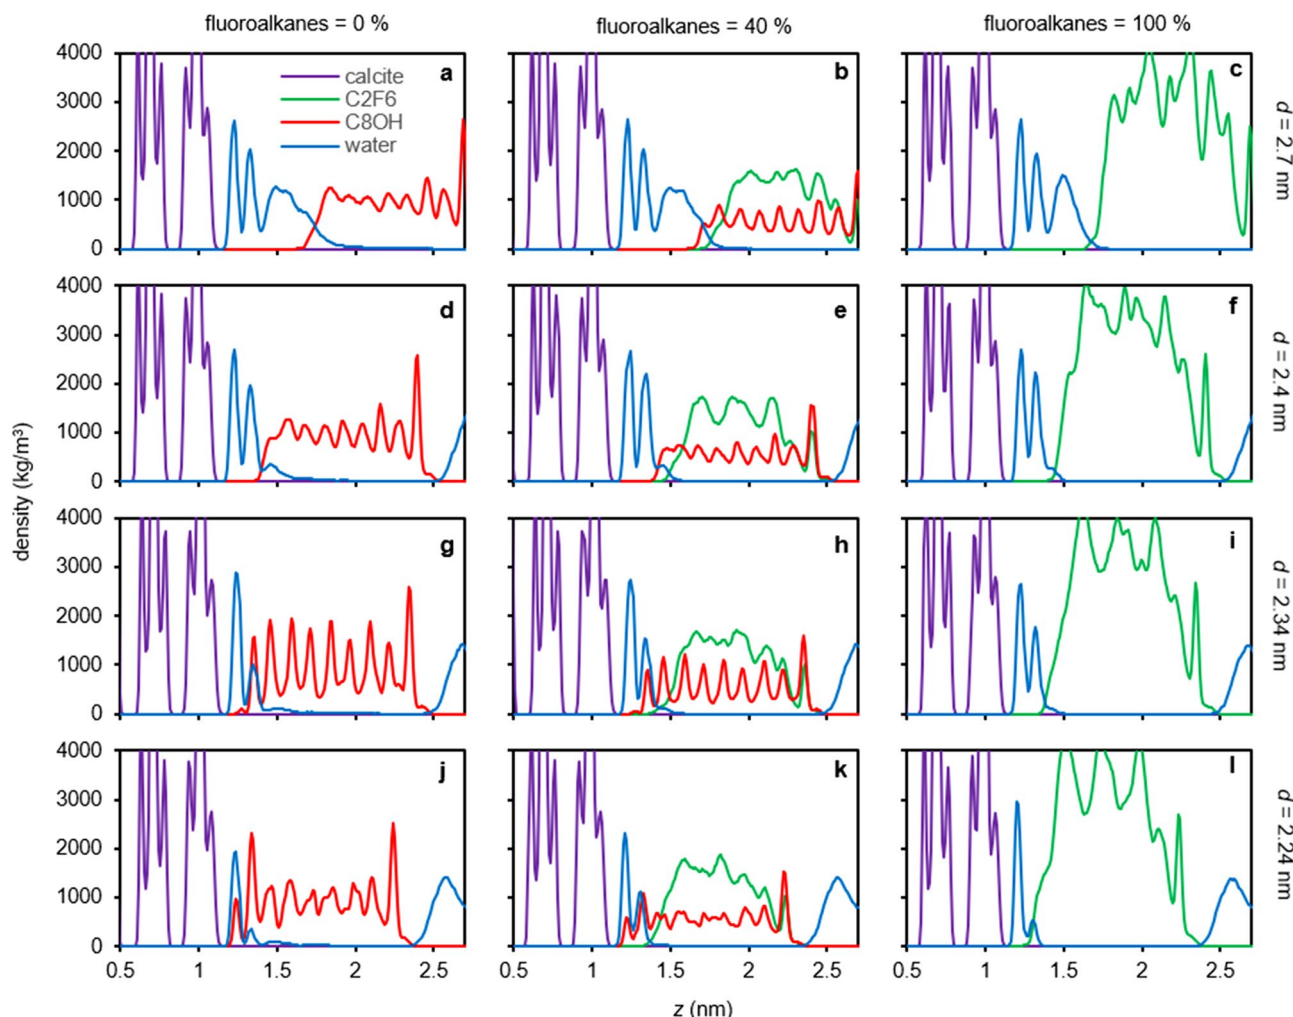 fluoroalkanes = 0 %
fluoroalkanes = 40 %
fluoroalkanes = 100 %
4000
3000
2000
1000
0
a
calcite
C2F6
C8OH
water
b
c
d = 2.7 nm
4000
3000
2000
1000
0
d
e
f
d = 2.4 nm
density (kg/m³)
4000
3000
2000
1000
0
g
h
i
d = 2.34 nm
4000
3000
2000
1000
0
j
k
l
d = 2.24 nm
0.5 1 1.5 2 2.5
0.5 1 1.5 2 2.5
0.5 1 1.5 2 2.5
z (nm)